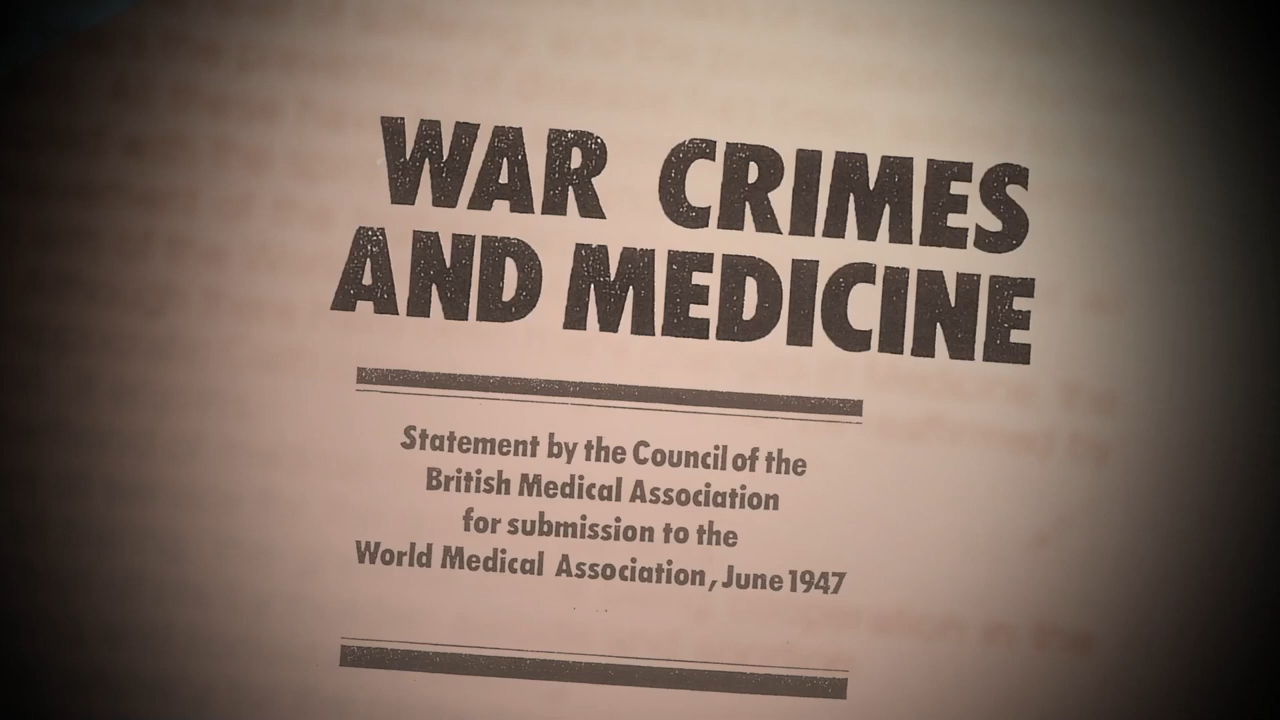 WAR CRIMES
AND MEDICINE
Statement by the Council of the
British Medical Association
for submission to the
World Medical Association, June 1947